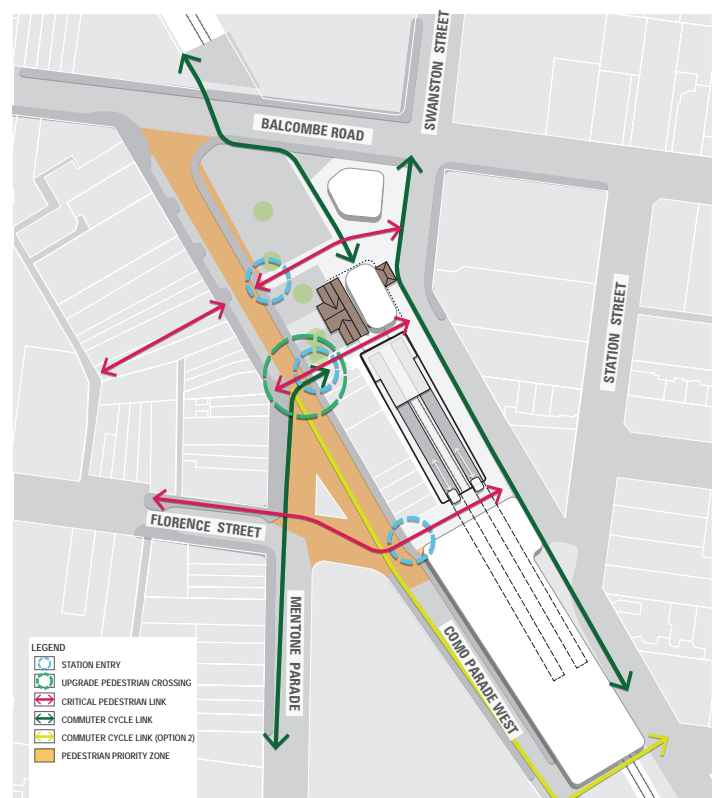 SWANSTON STREET
BALCOMBE ROAD
STATION STREET
FLORENCE STREET
MENTONE PARADE
COMO PARADE WEST
LEGEND
STATION ENTRY
UPGRADE PEDESTRIAN CROSSING
CRITICAL PEDESTRIAN LINK
COMMUTER CYCLE LINK
COMMUTER CYCLE LINK (OPTION 2)
PEDESTRIAN PRIORITY ZONE